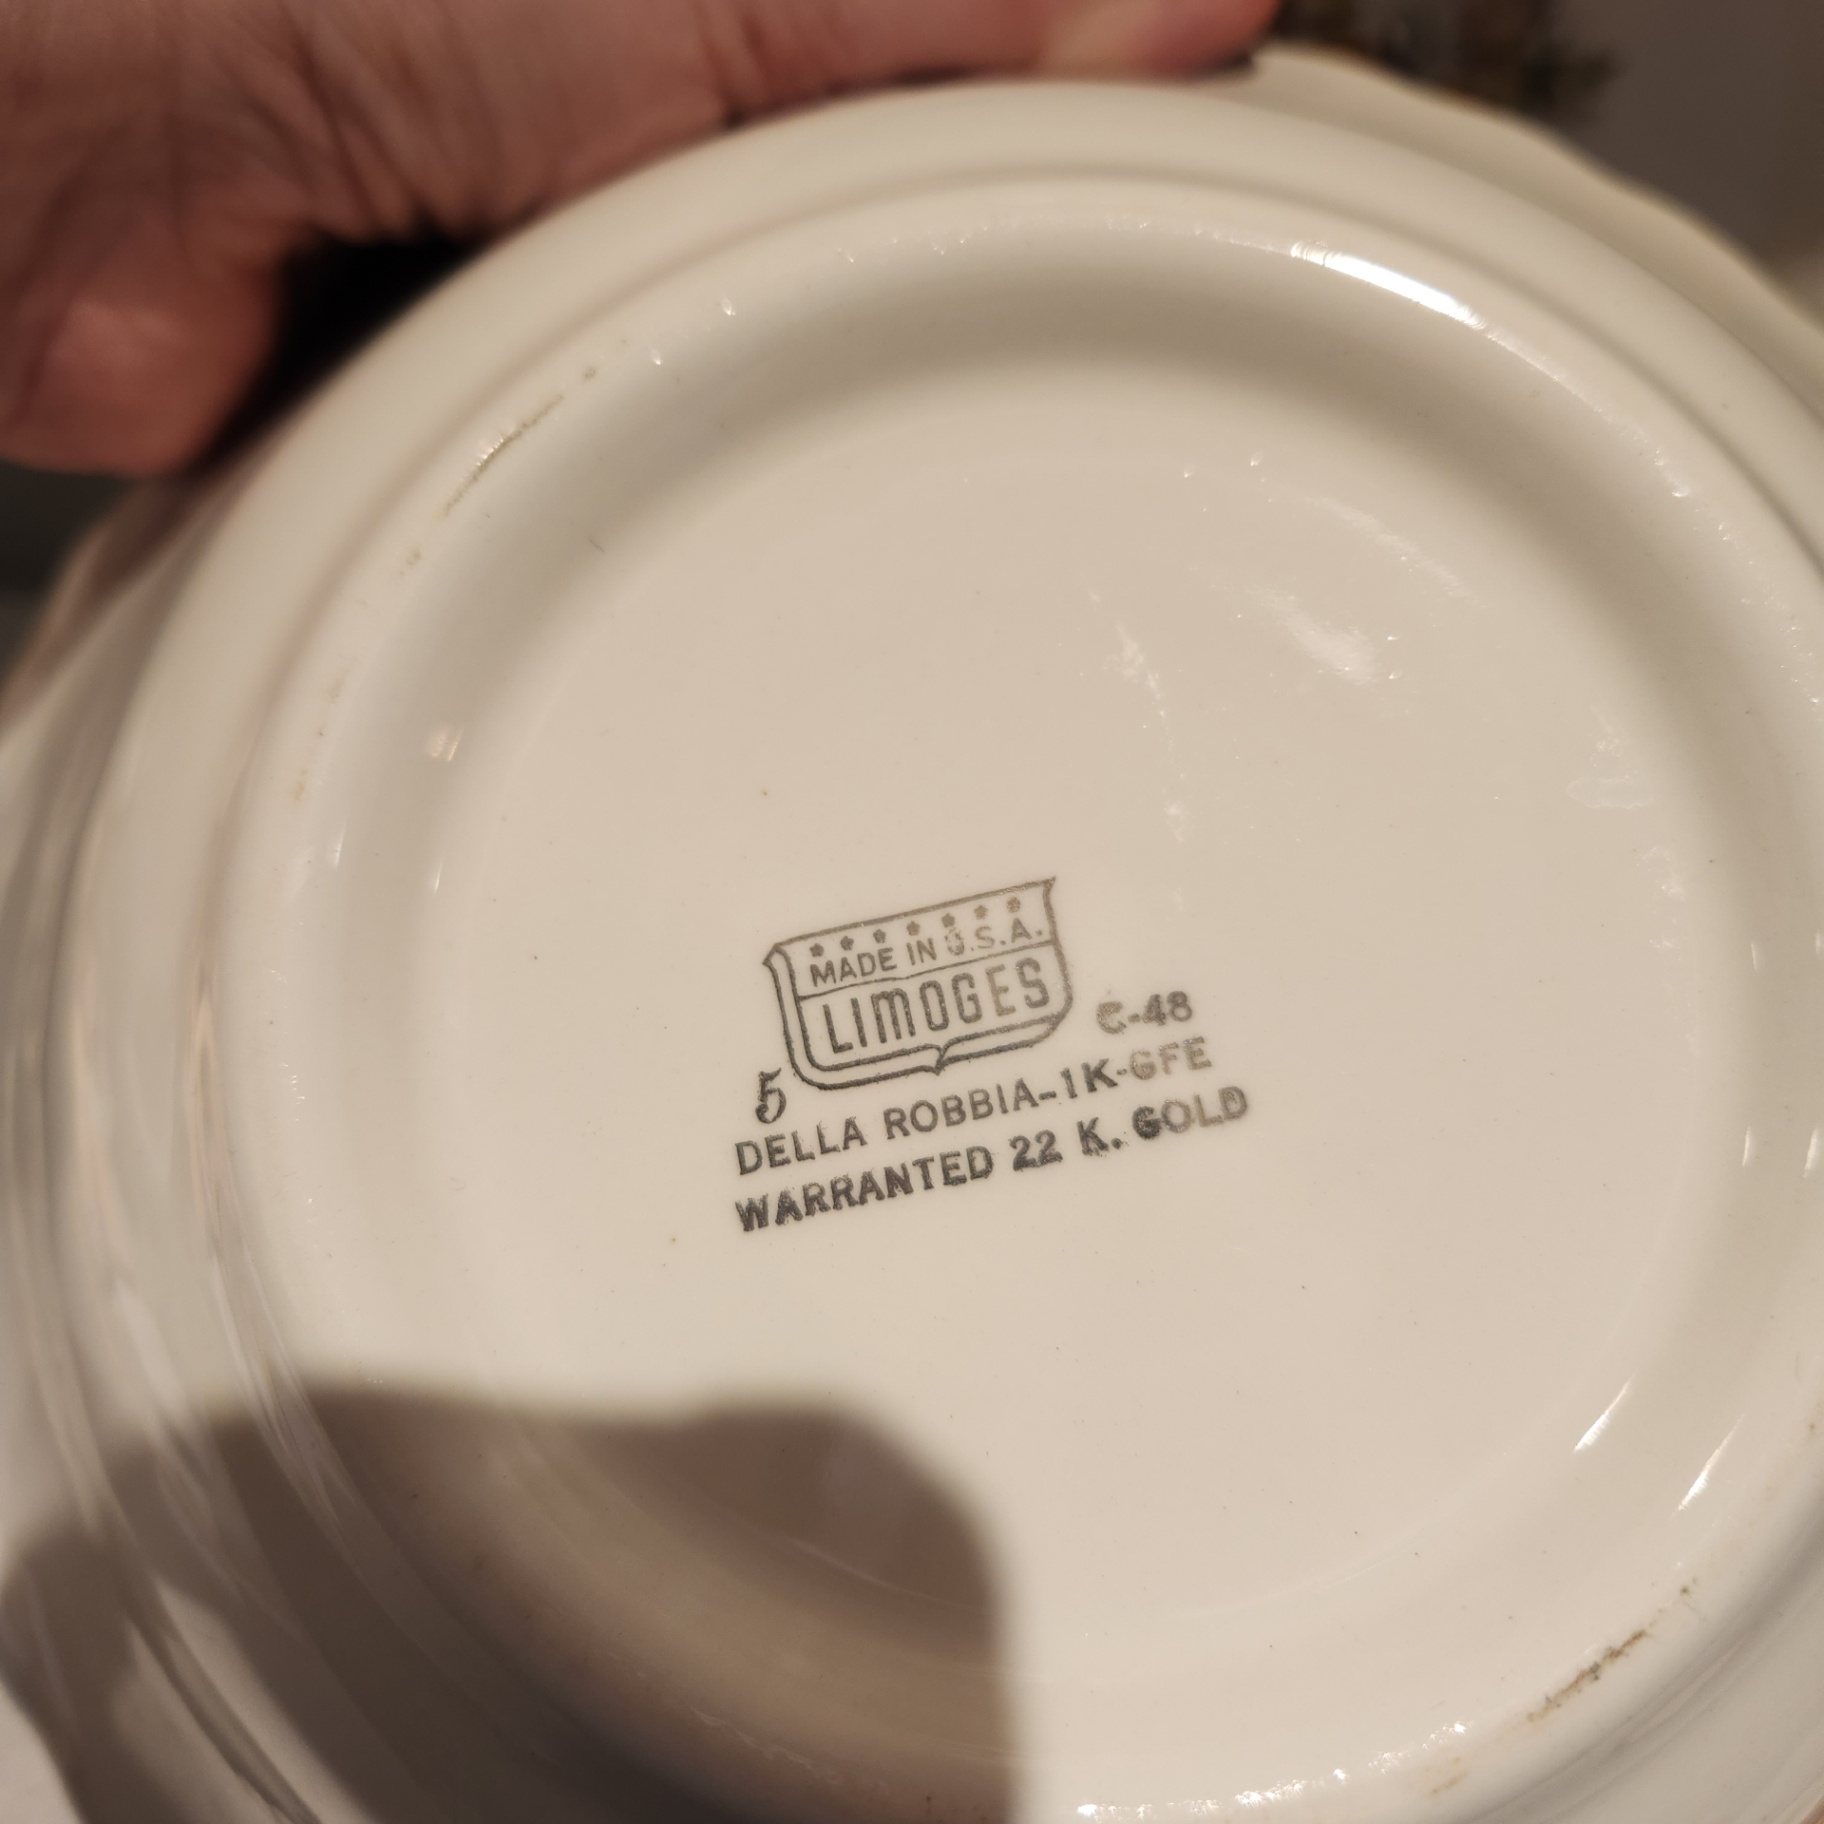 MADE IN U.S.A.
LIMOGES
5 C-48
DELLA ROBBIA-1K-GFE
WARRANTED 22 K. GOLD